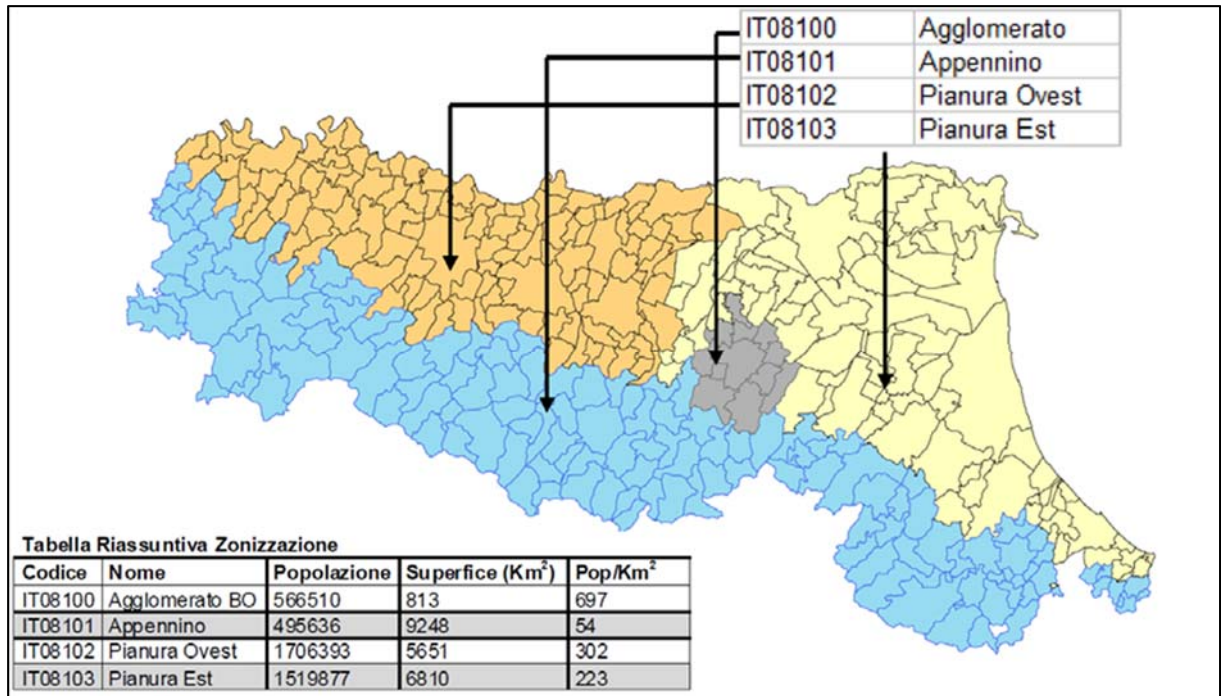 IT08100 Agglomerato
IT08101 Appennino
IT08102 Pianura Ovest
IT08103 Pianura Est
Tabella Riassuntiva Zonizzazione
Codice Nome Popolazione Superfice (Km²) Pop/Km²
IT08100 Agglomerato BO 566510 813 697
IT08101 Appennino 495636 9248 54
IT08102 Pianura Ovest 1706393 5651 302
IT08103 Pianura Est 1519877 6810 223